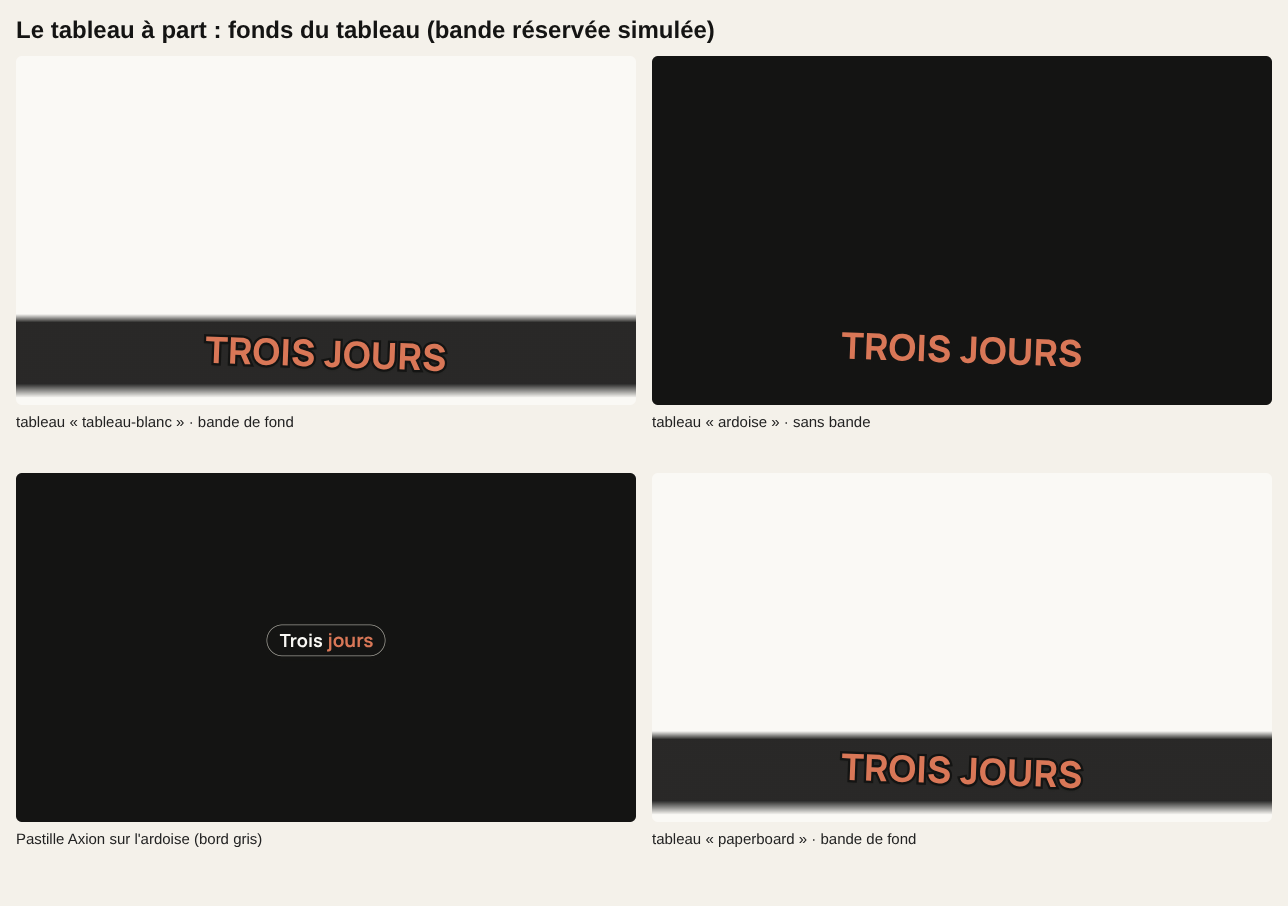 Le tableau à part : fonds du tableau (bande réservée simulée)
TROIS JOURS
TROIS JOURS
tableau « tableau-blanc » · bande de fond
tableau « ardoise » · sans bande
Trois jours
TROIS JOURS
Pastille Axion sur l'ardoise (bord gris)
tableau « paperboard » · bande de fond